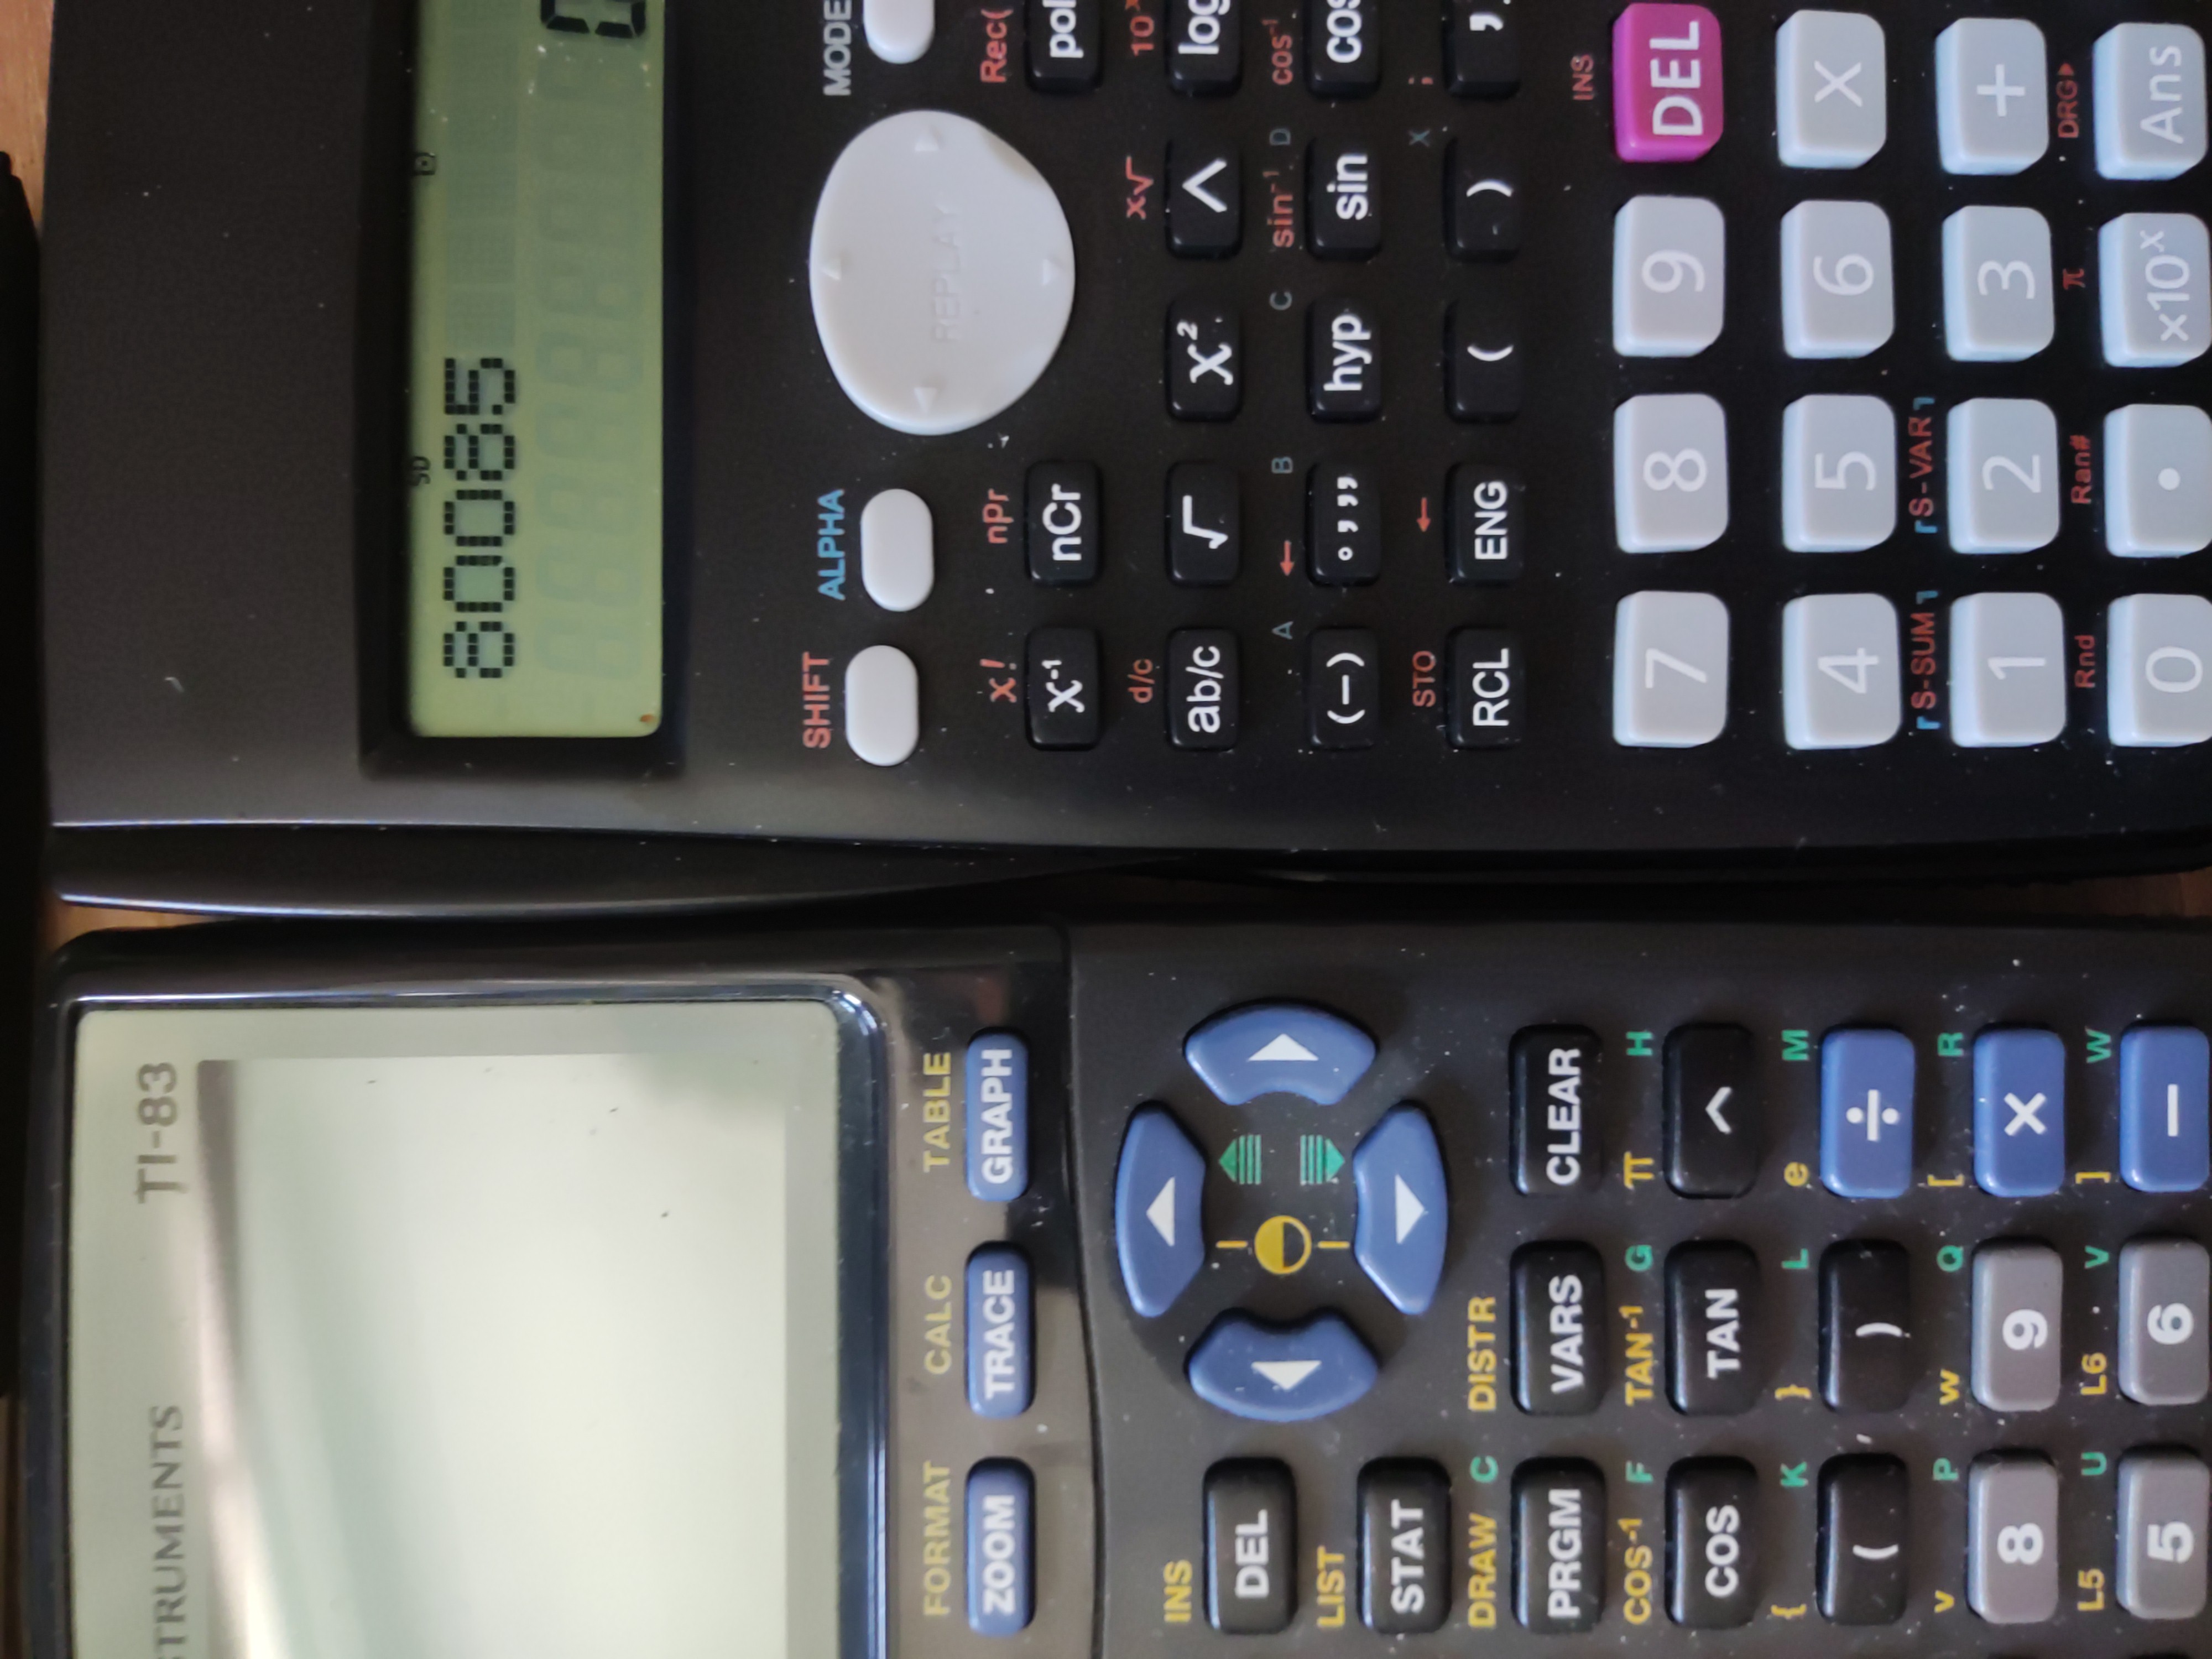 STRUMENTS TI-83
FORMAT CALC TABLE
ZOOM TRACE GRAPH
INS
DEL
LIST
STAT
DRAW C DISTR
PRGM VARS CLEAR
COS⁻¹ F TAN⁻¹ G π H
COS TAN ^
{ K } L e M
( ) ÷
v P w Q [ R
8 9 ×
L5 U L6 V ] W
5 6 −
SD D
80085
0
SHIFT ALPHA MODE
REPLAY
x! nPr Rec(
x⁻¹ nCr pol
d/c x√ 10ˣ
ab/c √ x² ^ log
A ← B C sin⁻¹ D cos⁻¹
(−) °,,, hyp sin cos
STO ← X ;
RCL ENG ( ) ,
INS
7 8 9 DEL
4 5 6 X
┌S-SUM┐ ┌S-VAR┐
1 2 3 +
Rnd Ran# π DRG▶
0 . ×10ˣ Ans